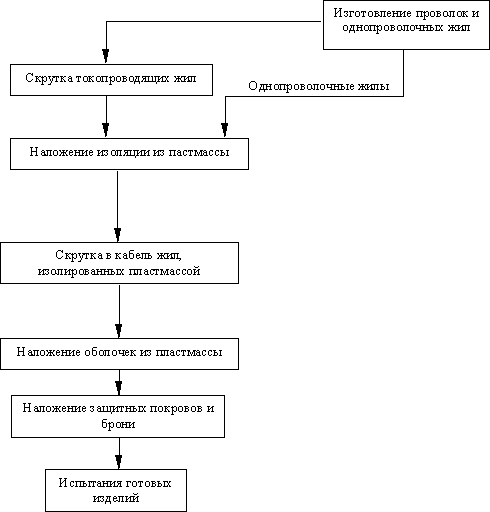 Изготовление проволок и
однопроволочных жил
Скрутка токопроводящих жил
Однопроволочные жилы
Наложение изоляции из пастмассы
Скрутка в кабель жил,
изолированных пластмассой
Наложение оболочек из пластмассы
Наложение защитных покровов и
брони
Испытания готовых
изделий